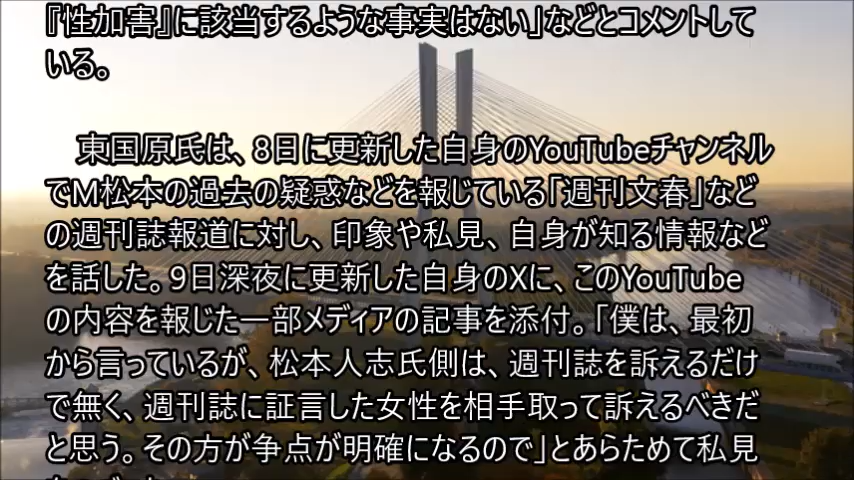 『性加害』に該当するような事実はない」などとコメントして
いる。
東国原氏は、8日に更新した自身のYouTubeチャンネル
でM松本の過去の疑惑などを報じている「週刊文春」など
の週刊誌報道に対し、印象や私見、自身が知る情報など
を話した。9日深夜に更新した自身のXに、このYouTube
の内容を報じた一部メディアの記事を添付。「僕は、最初
から言っているが、松本人志氏側は、週刊誌を訴えるだけ
で無く、週刊誌に証言した女性を相手取って訴えるべきだ
と思う。その方が争点が明確になるので」とあらためて私見